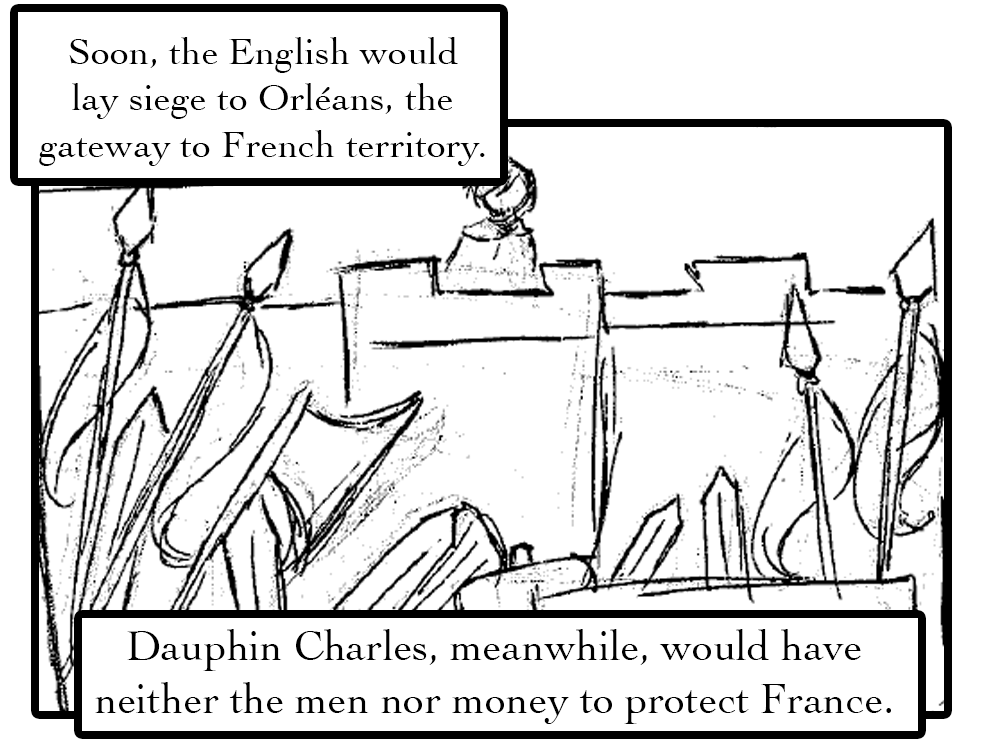 Soon, the English would
lay siege to Orléans, the
gateway to French territory.
Dauphin Charles, meanwhile, would have
neither the men nor money to protect France.